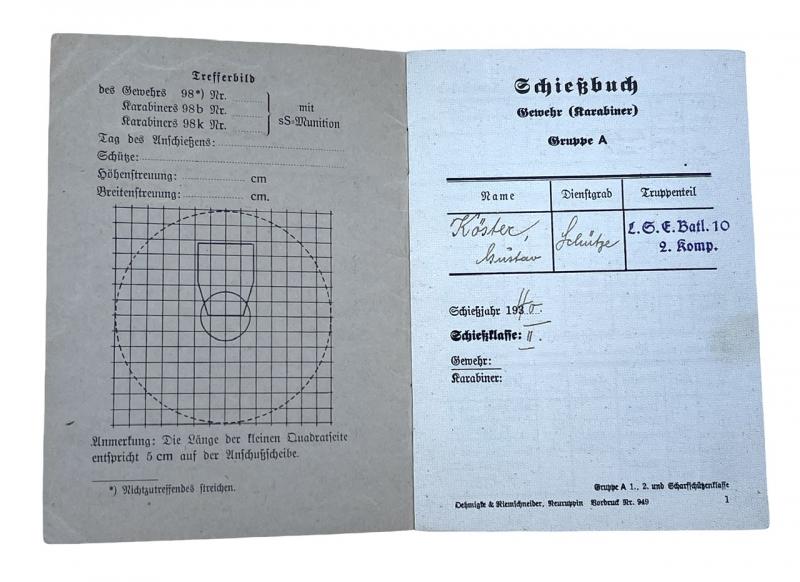 Trefferbild
des Gewehrs 98*) Nr.
Karabiners 98b Nr.
Karabiners 98k Nr.
mit
sS-Munition
Tag des Anschießens:
Schütze:
Höhenstreuung: cm
Breitenstreuung: cm.
Anmerkung: Die Länge der kleinen Quadratseite
entspricht 5 cm auf der Anschußscheibe.
*) Nichtzutreffendes streichen.
Schießbuch
Gewehr (Karabiner)
Gruppe A
Name Dienstgrad Truppenteil
Köster, Schütze L. S. E. Batl. 10
Gustav 2. Komp.
Schießjahr 1940.
Schießklasse: II.
Gewehr:
Karabiner:
Gruppe A 1., 2. und Scharfschützenklasse
Oehmigke & Riemschneider, Neuruppin Vordruck Nr. 949 1